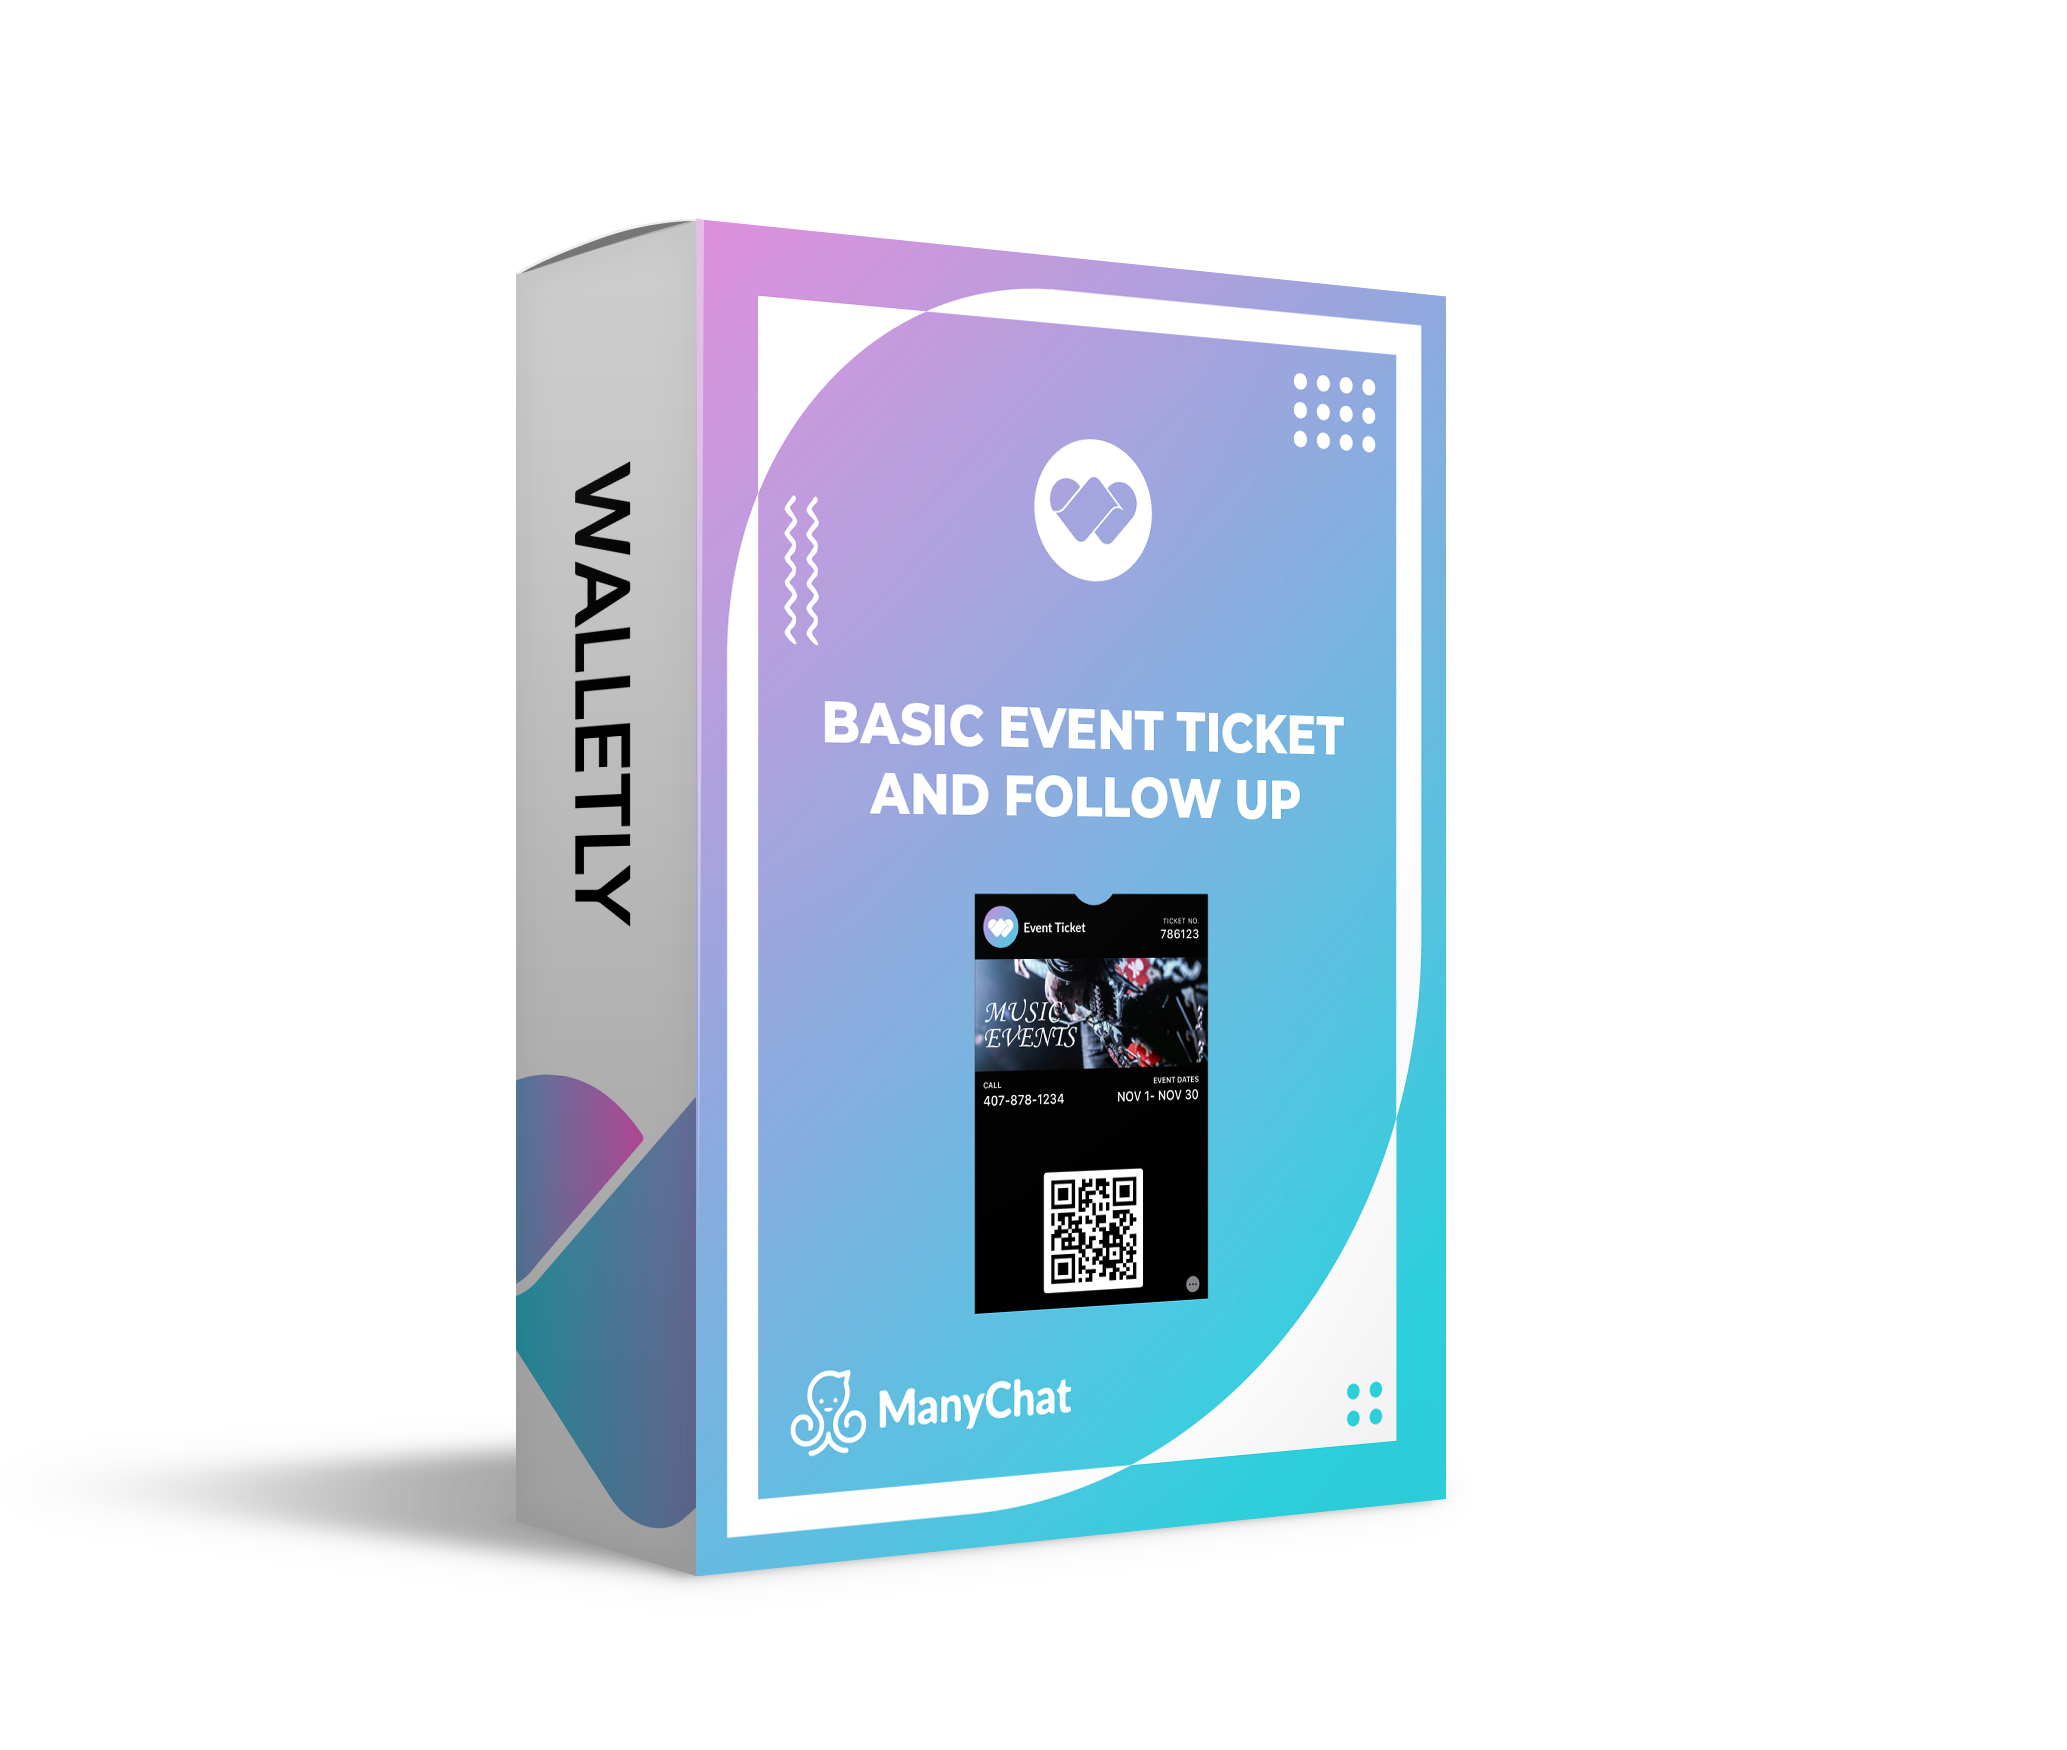 WALLETLY
BASIC EVENT TICKET
AND FOLLOW UP
Event Ticket
TICKET NO.
786123
MUSIC
EVENTS
CALL
407-878-1234
EVENT DATES
NOV 1- NOV 30
ManyChat